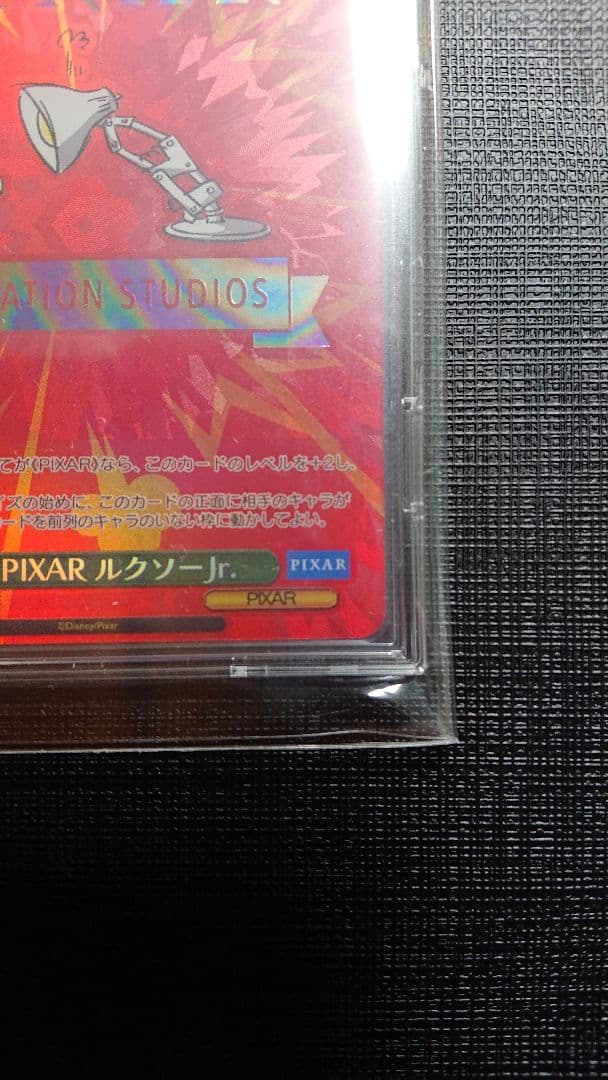 ATION STUDIOS
てが《PIXAR》なら、このカードのレベルを+2し、
イズの始めに、このカードの正面に相手のキャラが
ードを前列のキャラのいない枠に動かしてよい。
PIXAR ルクソーJr.
PIXAR
PIXAR
©Disney/Pixar